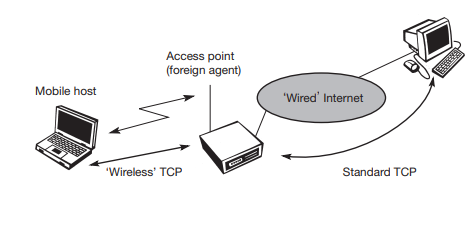 Access point
(foreign agent)
Mobile host
'Wired' Internet
'Wireless' TCP
Standard TCP